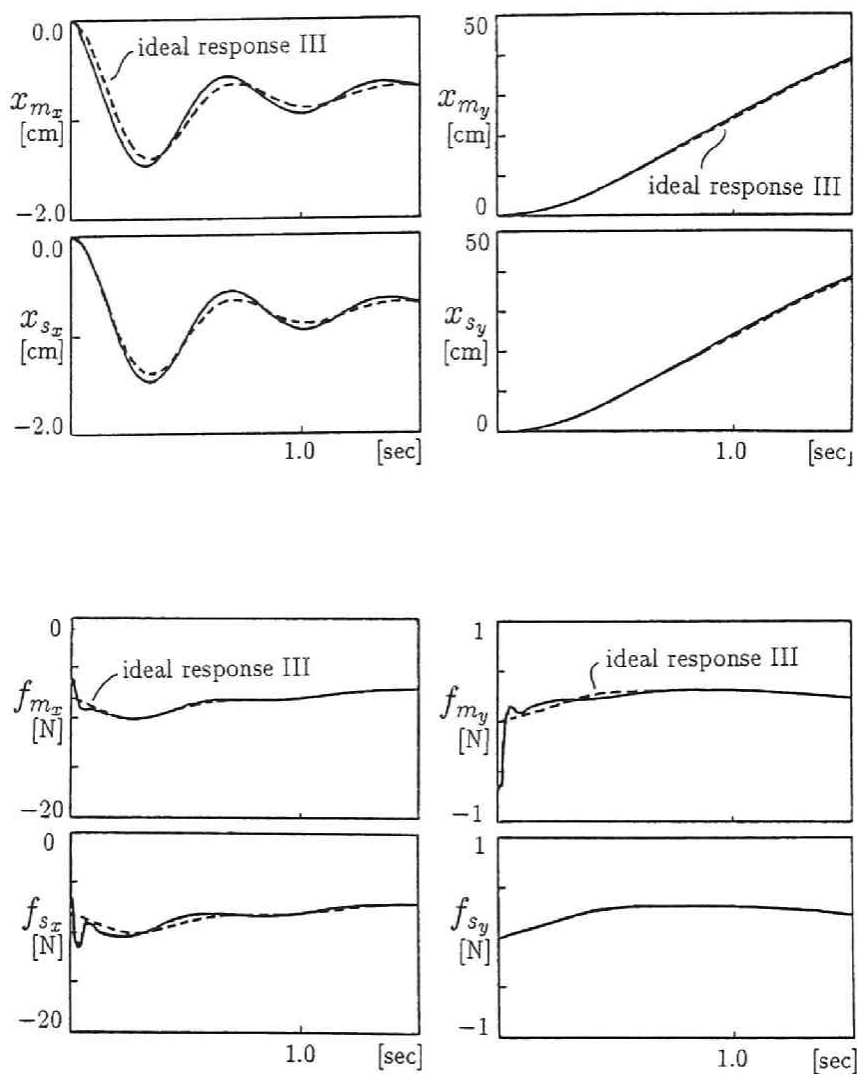 0.0
ideal response III
x_{m_x}
[cm]
−2.0
50
x_{m_y}
[cm]
ideal response III
0
0.0
x_{s_x}
[cm]
−2.0
1.0 [sec]
50
x_{s_y}
[cm]
0
1.0 [sec]
0
ideal response III
f_{m_x}
[N]
−20
1
ideal response III
f_{m_y}
[N]
−1
0
f_{s_x}
[N]
−20
1.0 [sec]
1
f_{s_y}
[N]
−1
1.0 [sec]